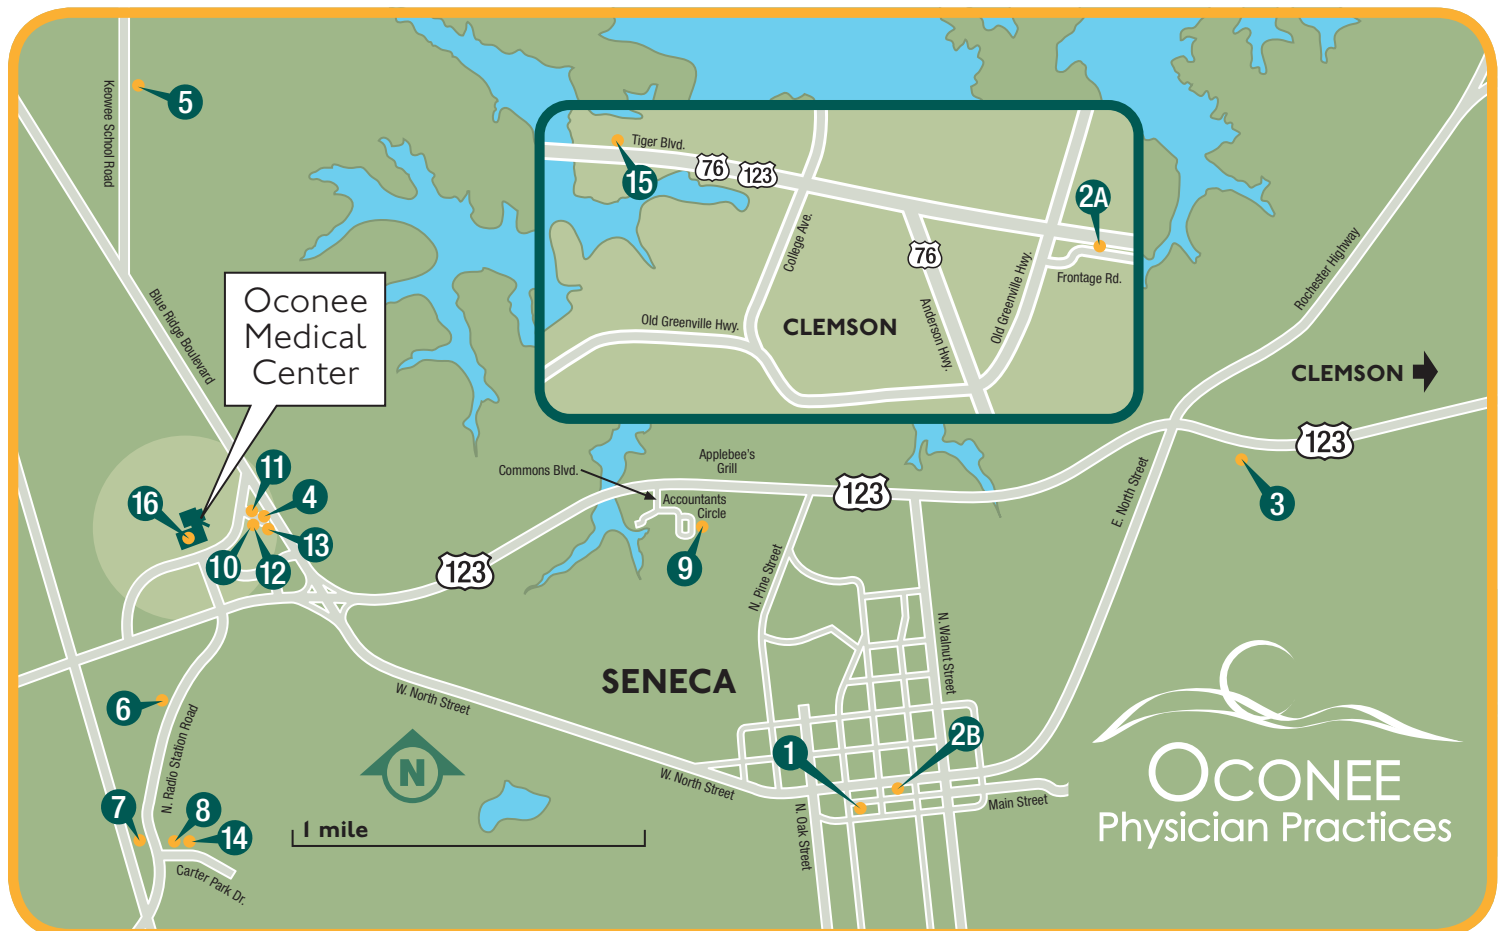 Keowee School Road
5
Blue Ridge Boulevard
Oconee
Medical
Center
Tiger Blvd.
76
123
15
2A
College Ave.
76
Old Greenville Hwy.
Frontage Rd.
Old Greenville Hwy.
CLEMSON
Anderson Hwy.
Rochester Highway
CLEMSON
123
3
E. North Street
11
4
16
13
10
12
Commons Blvd.
Applebee's
Grill
Accountants
Circle
123
123
9
N. Pine Street
N. Walnut Street
SENECA
W. North Street
6
N. Radio Station Road
N
W. North Street
1
2B
7
8
14
1 mile
N. Oak Street
Main Street
Carter Park Dr.
OCONEE
Physician Practices